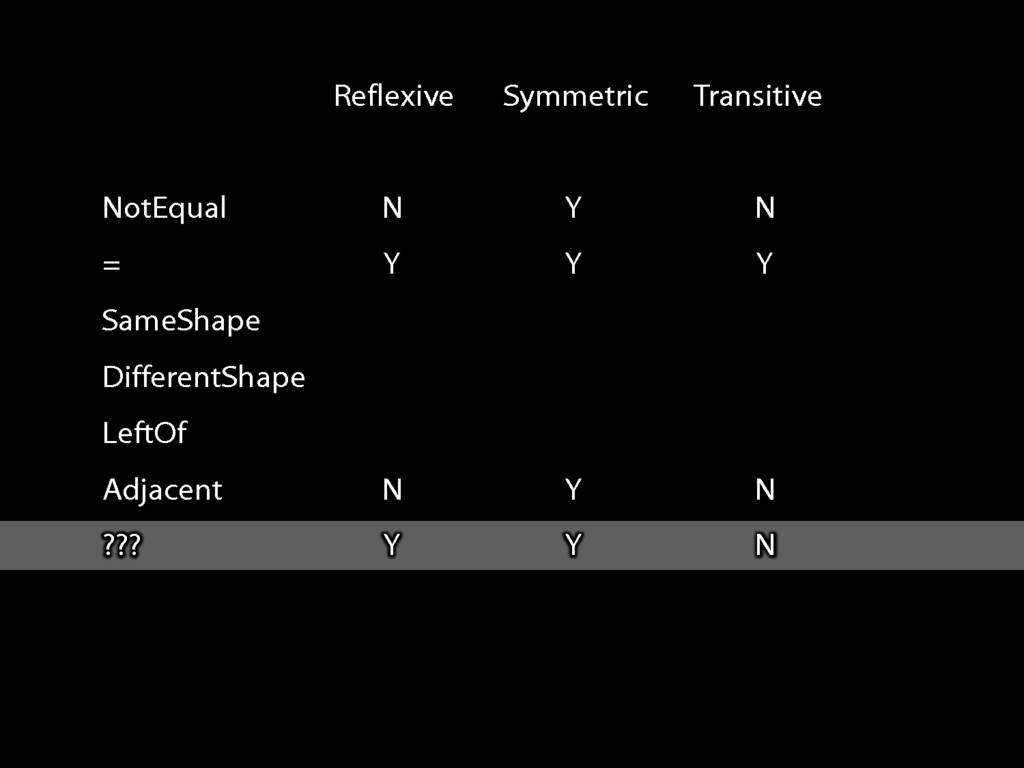 Reflexive Symmetric Transitive
NotEqual N Y N
= Y Y Y
SameShape
DifferentShape
LeftOf
Adjacent N Y N
??? Y Y N